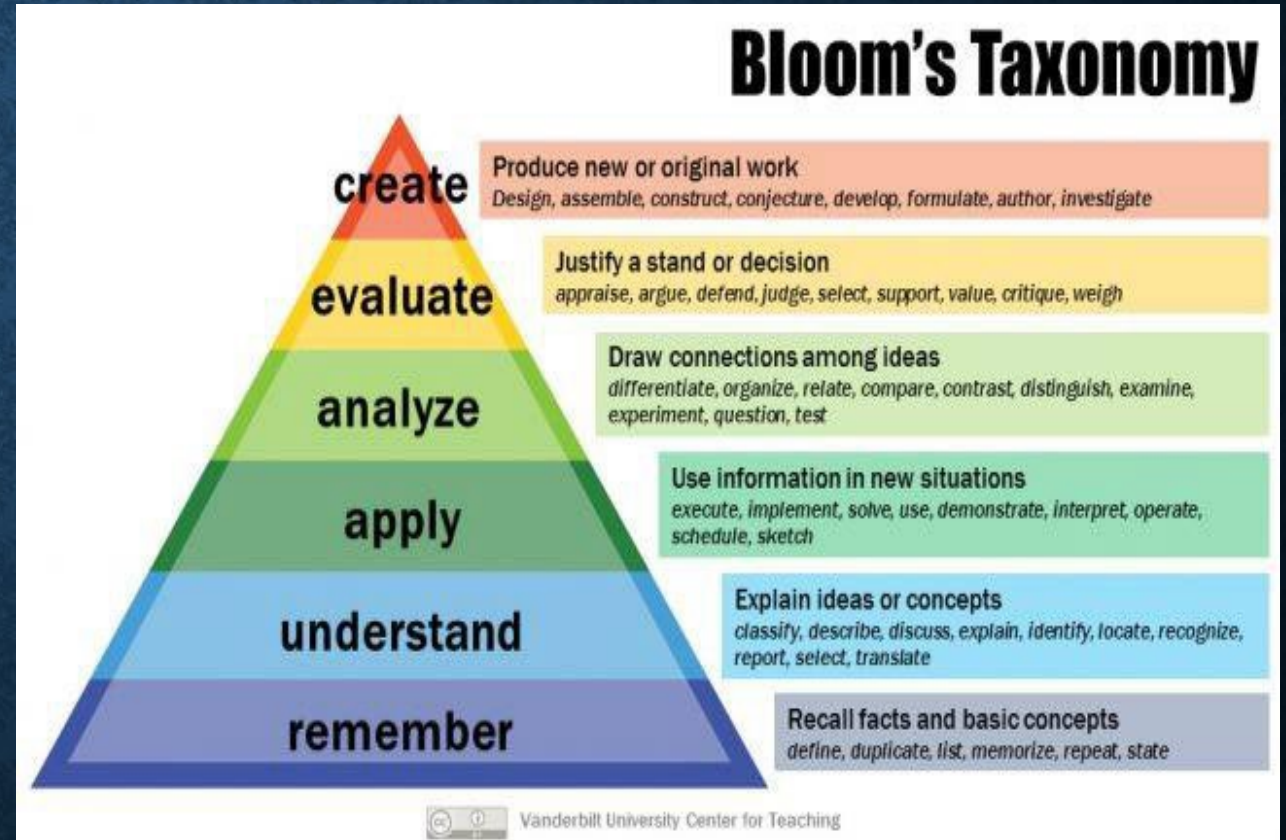 Bloom's Taxonomy
create
Produce new or original work
Design, assemble, construct, conjecture, develop, formulate, author, investigate
evaluate
Justify a stand or decision
appraise, argue, defend, judge, select, support, value, critique, weigh
analyze
Draw connections among ideas
differentiate, organize, relate, compare, contrast, distinguish, examine,
experiment, question, test
apply
Use information in new situations
execute, implement, solve, use, demonstrate, interpret, operate,
schedule, sketch
understand
Explain ideas or concepts
classify, describe, discuss, explain, identify, locate, recognize,
report, select, translate
remember
Recall facts and basic concepts
define, duplicate, list, memorize, repeat, state
cc
Vanderbilt University Center for Teaching